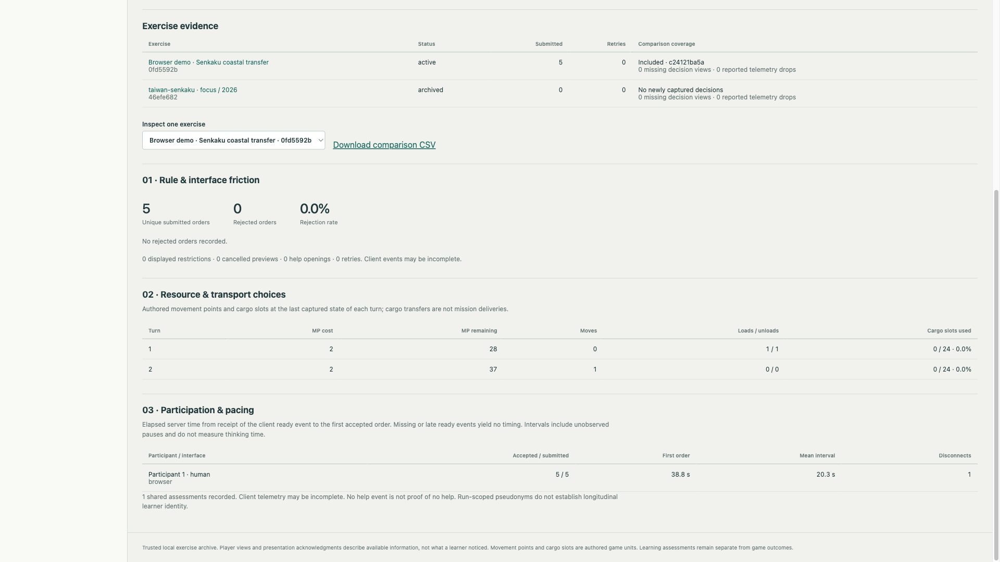 Exercise evidence
Exercise Status Submitted Retries Comparison coverage
Browser demo · Senkaku coastal transfer active 5 0 Included · c24121ba5a
0fd5592b 0 missing decision views · 0 reported telemetry drops
taiwan-senkaku · focus / 2026 archived 0 0 No newly captured decisions
46efe682 0 missing decision views · 0 reported telemetry drops
Inspect one exercise
Browser demo · Senkaku coastal transfer · 0fd5592b
Download comparison CSV
01 · Rule & interface friction
5 0 0.0%
Unique submitted orders Rejected orders Rejection rate
No rejected orders recorded.
0 displayed restrictions · 0 cancelled previews · 0 help openings · 0 retries. Client events may be incomplete.
02 · Resource & transport choices
Authored movement points and cargo slots at the last captured state of each turn; cargo transfers are not mission deliveries.
Turn MP cost MP remaining Moves Loads / unloads Cargo slots used
1 2 28 0 1 / 1 0 / 24 · 0.0%
2 2 37 1 0 / 0 0 / 24 · 0.0%
03 · Participation & pacing
Elapsed server time from receipt of the client ready event to the first accepted order. Missing or late ready events yield no timing. Intervals include unobserved
pauses and do not measure thinking time.
Participant / interface Accepted / submitted First order Mean interval Disconnects
Participant 1 · human 5 / 5 38.8 s 20.3 s 1
browser
1 shared assessments recorded. Client telemetry may be incomplete. No help event is not proof of no help. Run-scoped pseudonyms do not establish longitudinal
learner identity.
Trusted local exercise archive. Player views and presentation acknowledgments describe available information, not what a learner noticed. Movement points and cargo slots are authored game units. Learning assessments remain separate from game outcomes.